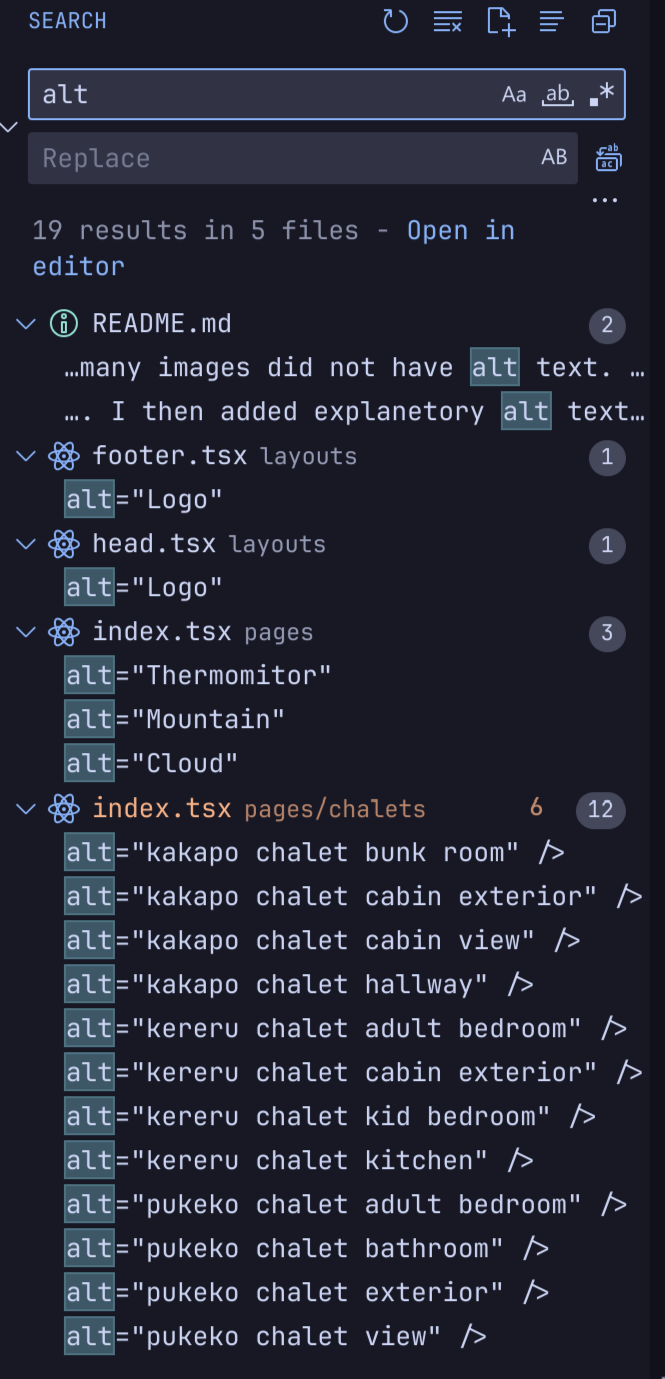 SEARCH
alt Aa ab .*
Replace AB ab ac
...
19 results in 5 files - Open in
editor
README.md 2
…many images did not have alt text. …
…. I then added explanetory alt text…
footer.tsx layouts 1
alt="Logo"
head.tsx layouts 1
alt="Logo"
index.tsx pages 3
alt="Thermomitor"
alt="Mountain"
alt="Cloud"
index.tsx pages/chalets 6 12
alt="kakapo chalet bunk room" />
alt="kakapo chalet cabin exterior" />
alt="kakapo chalet cabin view" />
alt="kakapo chalet hallway" />
alt="kereru chalet adult bedroom" />
alt="kereru chalet cabin exterior" />
alt="kereru chalet kid bedroom" />
alt="kereru chalet kitchen" />
alt="pukeko chalet adult bedroom" />
alt="pukeko chalet bathroom" />
alt="pukeko chalet exterior" />
alt="pukeko chalet view" />